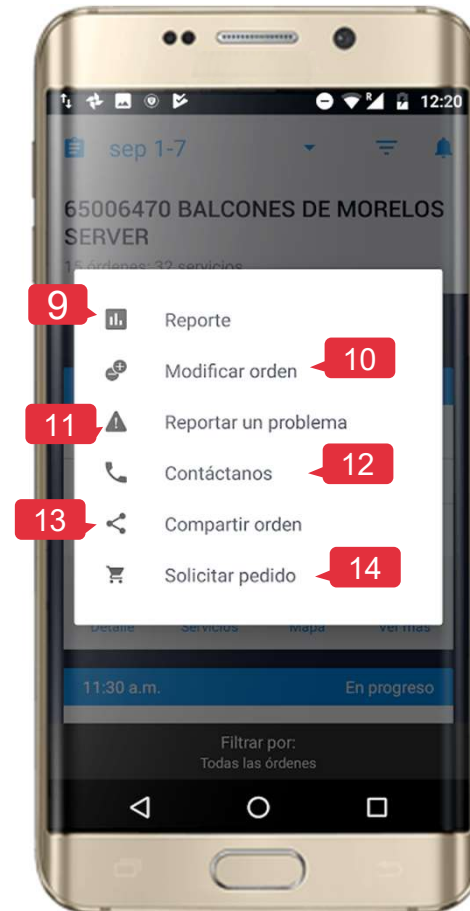 12:20
sep 1-7
65006470 BALCONES DE MORELOS
SERVER
15 órdenes: 32 servicios
9
Reporte
Modificar orden
10
11
Reportar un problema
Contáctanos
12
13
Compartir orden
Solicitar pedido
14
Detalle Servicios Mapa Ver más
11:30 a.m. En progreso
Filtrar por:
Todas las órdenes